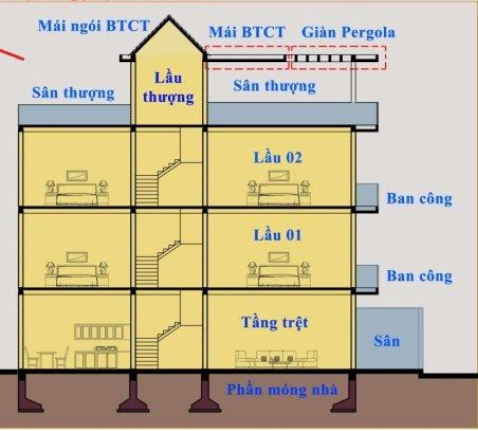 Mái ngói BTCT
Mái BTCT
Giàn Pergola
Lầu
thượng
Sân thượng
Sân thượng
Lầu 02
Ban công
Lầu 01
Ban công
Tầng trệt
Sân
Phần móng nhà